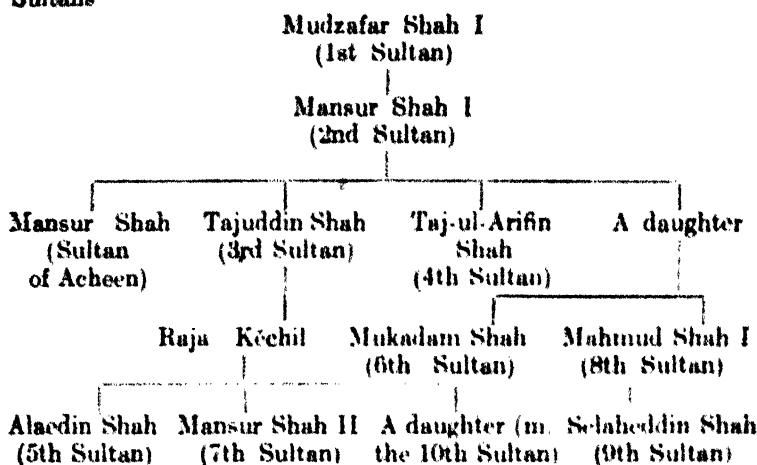 Sultans
Mudzafar Shah I
(1st Sultan)
Mansur Shah I
(2nd Sultan)
Mansur Shah Tajuddin Shah Taj-ul-Arifin A daughter
(Sultan (3rd Sultan) Shah
of Acheen) (4th Sultan)
Raja Kéchil Mukadam Shah Mahmud Shah I
(6th Sultan) (8th Sultan)
Alaedin Shah Mansur Shah II A daughter (m. Selaheddin Shah
(5th Sultan) (7th Sultan) the 10th Sultan) (9th Sultan)